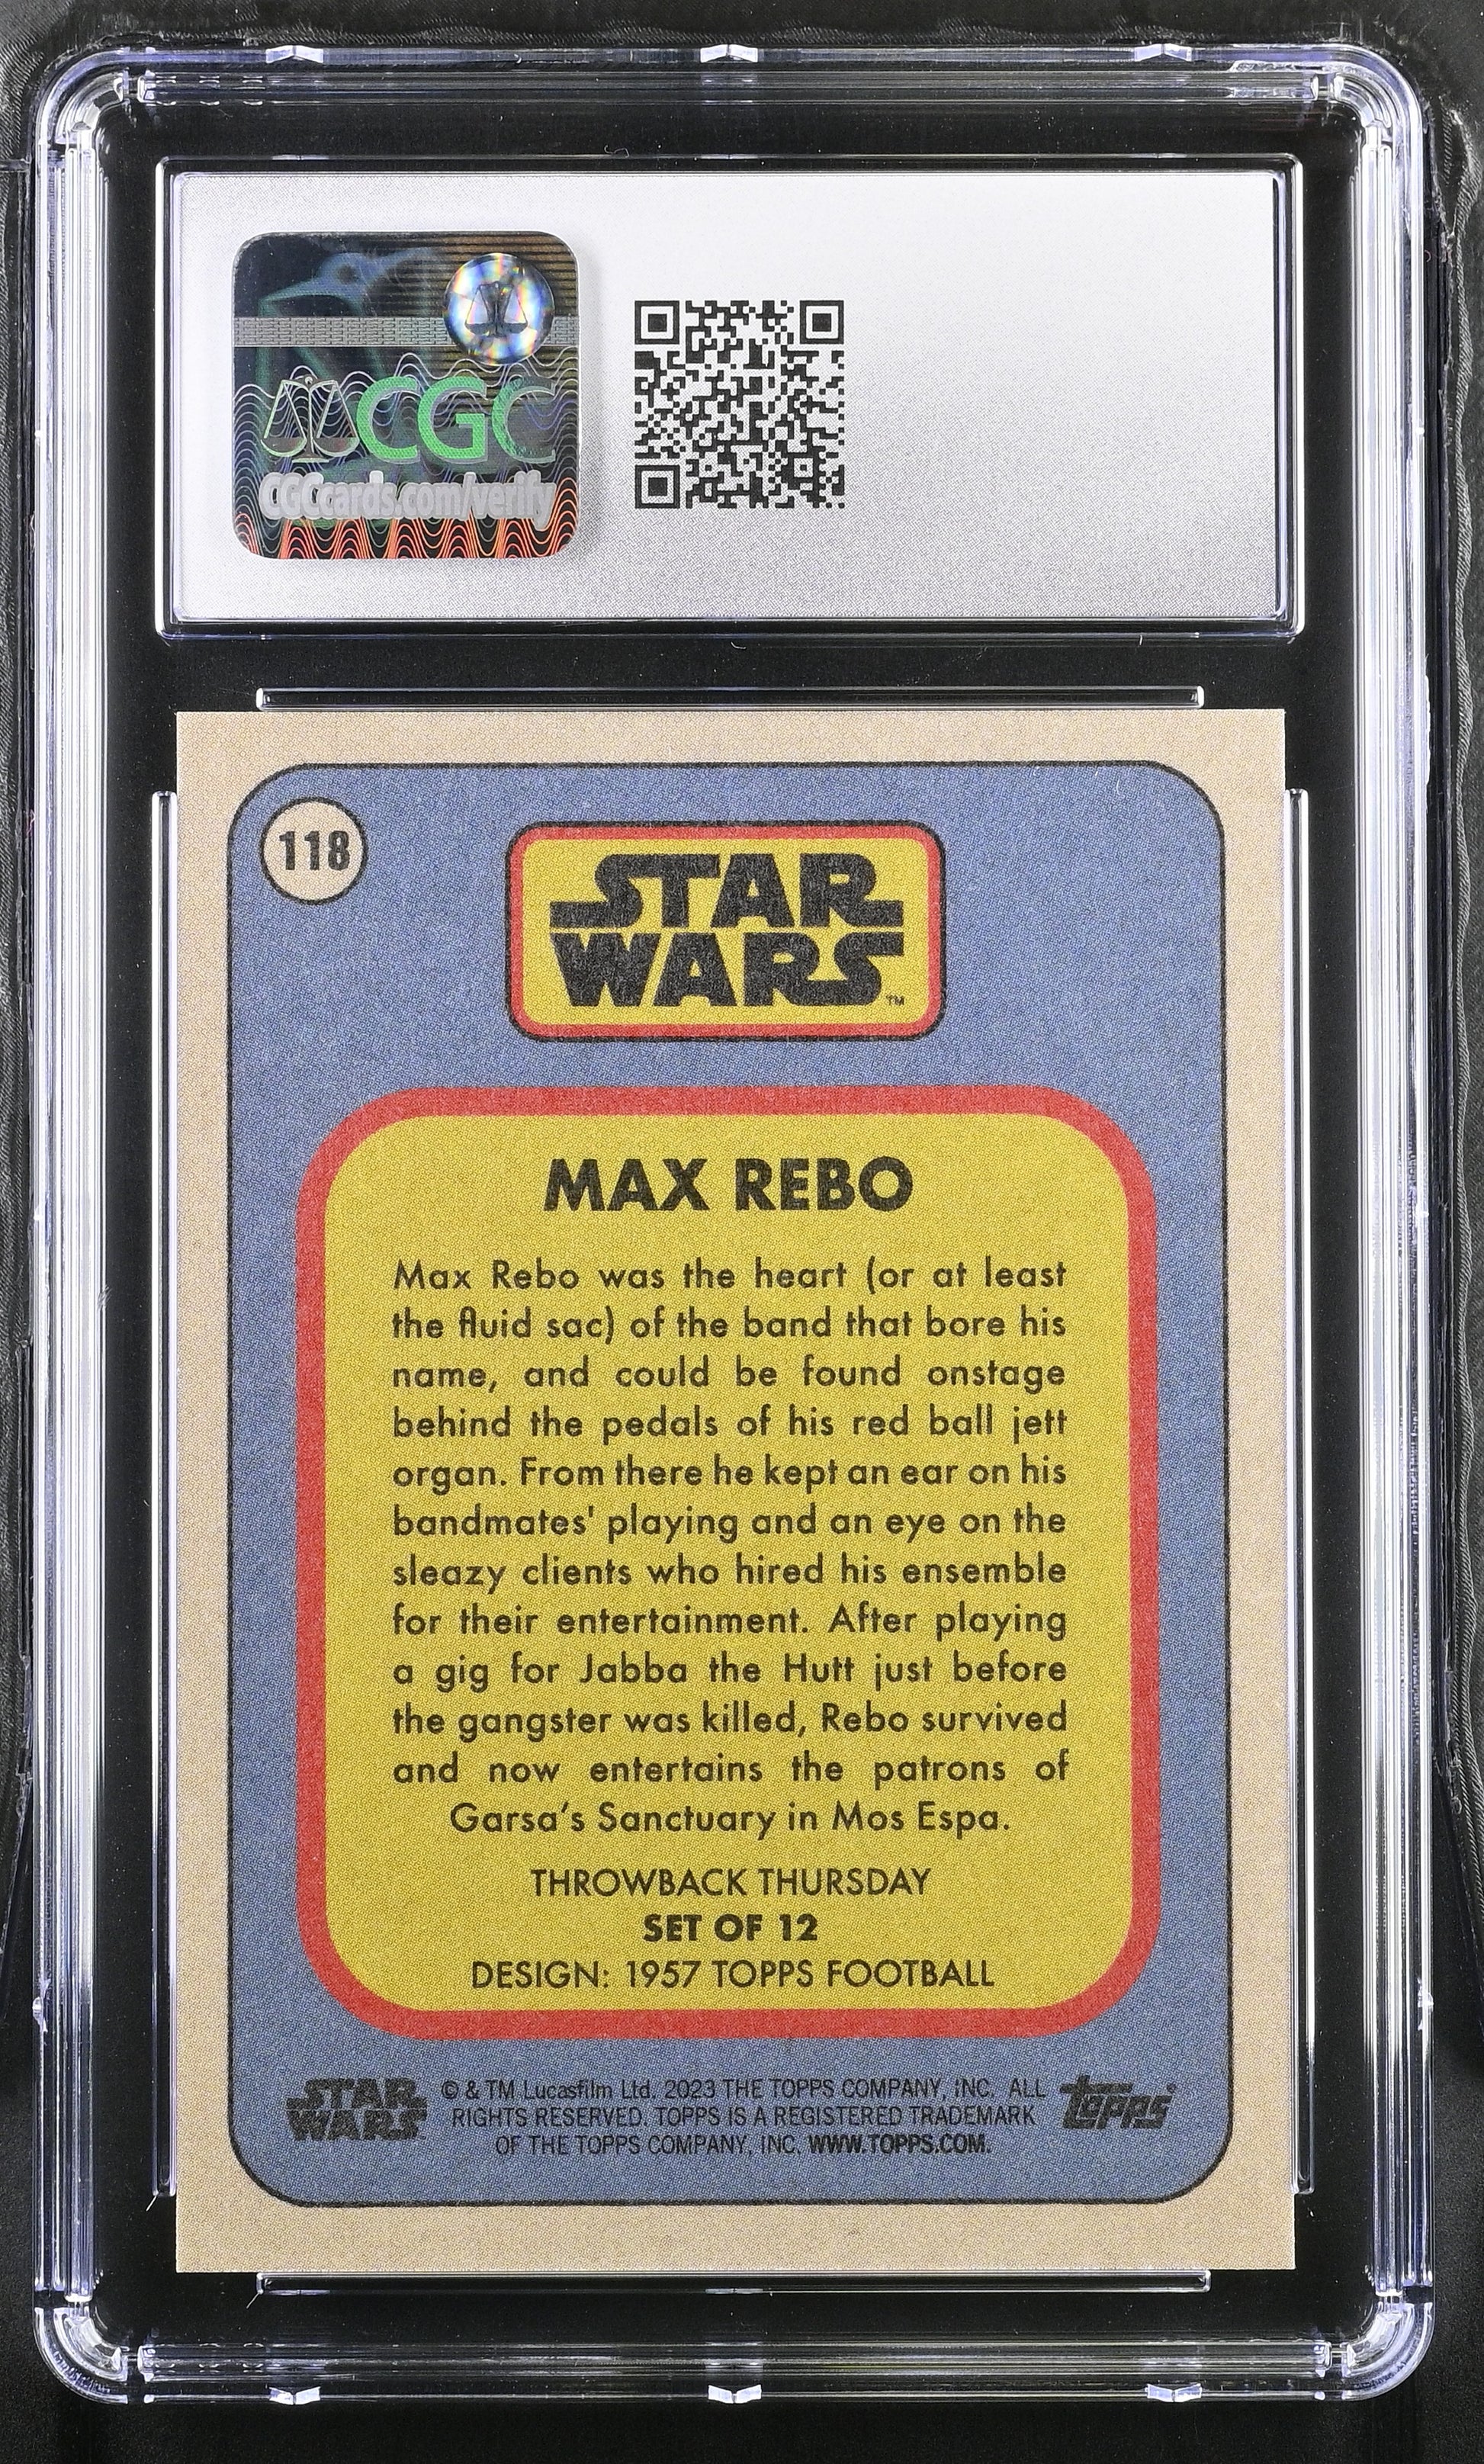 CGC
CGCcards.com/verify
118
STAR
WARS™
MAX REBO
Max Rebo was the heart (or at least
the fluid sac) of the band that bore his
name, and could be found onstage
behind the pedals of his red ball jett
organ. From there he kept an ear on his
bandmates' playing and an eye on the
sleazy clients who hired his ensemble
for their entertainment. After playing
a gig for Jabba the Hutt just before
the gangster was killed, Rebo survived
and now entertains the patrons of
Garsa’s Sanctuary in Mos Espa.
THROWBACK THURSDAY
SET OF 12
DESIGN: 1957 TOPPS FOOTBALL
STAR
WARS
© & TM Lucasfilm Ltd. 2023 THE TOPPS COMPANY, INC. ALL
RIGHTS RESERVED. TOPPS IS A REGISTERED TRADEMARK
OF THE TOPPS COMPANY, INC. WWW.TOPPS.COM.
topps